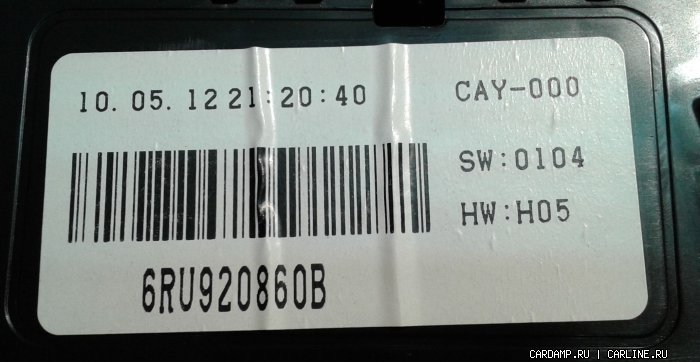 10. 05. 12 21:20:40
CAY-000
SW:0104
HW:H05
6RU920860B
CARDAMP.RU | CARLINE.RU